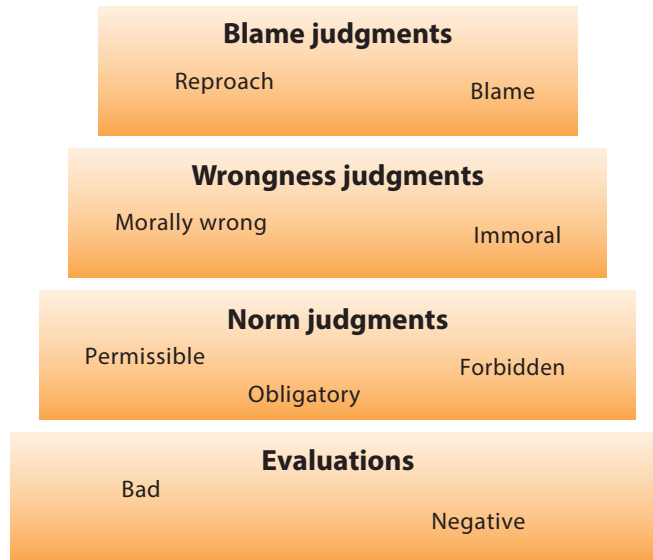 Blame judgments
Reproach
Blame
Wrongness judgments
Morally wrong
Immoral
Norm judgments
Permissible
Forbidden
Obligatory
Evaluations
Bad
Negative